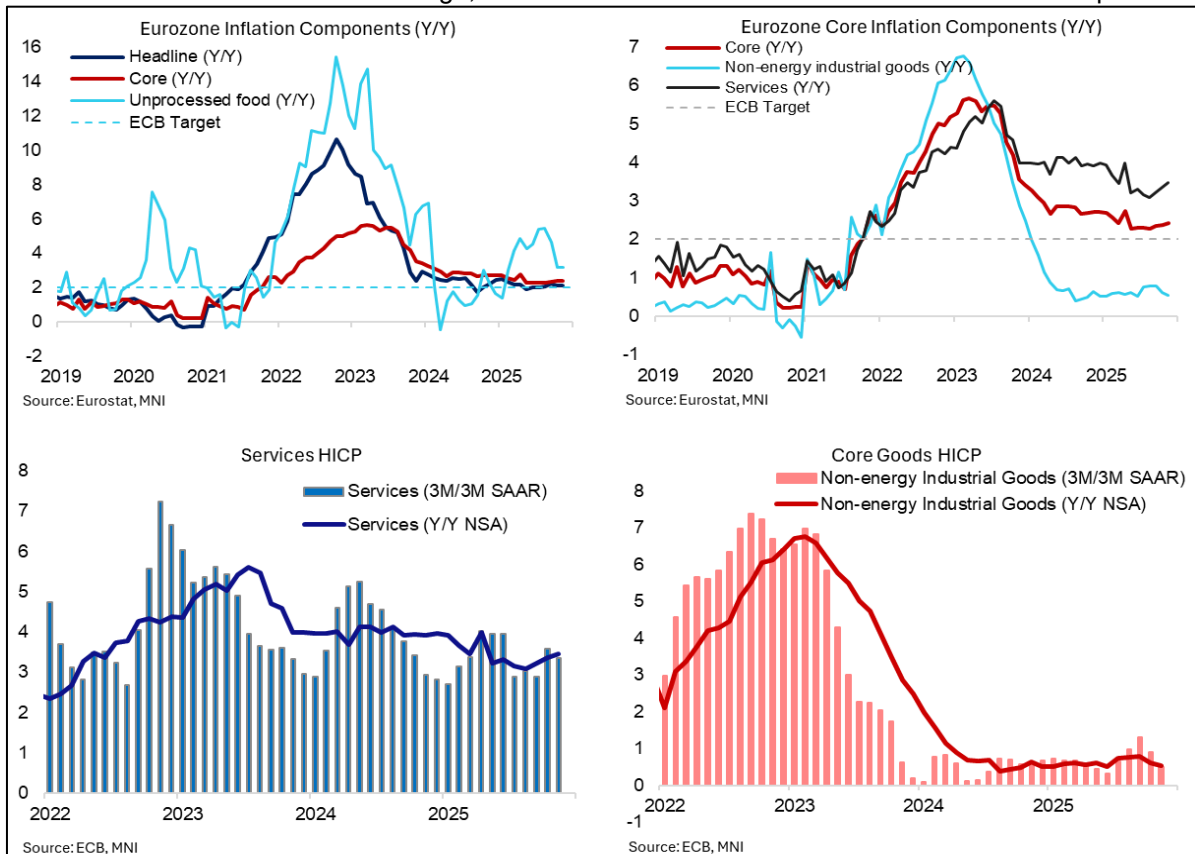 Eurozone Inflation Components (Y/Y)
Headline (Y/Y)
Core (Y/Y)
Unprocessed food (Y/Y)
ECB Target
16
14
12
10
8
6
4
2
0
-2
2019 2020 2021 2022 2023 2024 2025
Source: Eurostat, MNI
Eurozone Core Inflation Components (Y/Y)
Core (Y/Y)
Non-energy industrial goods (Y/Y)
Services (Y/Y)
ECB Target
7
6
5
4
3
2
1
0
-1
2019 2020 2021 2022 2023 2024 2025
Source: Eurostat, MNI
Services HICP
Services (3M/3M SAAR)
Services (Y/Y NSA)
8
7
6
5
4
3
2
1
0
2022 2023 2024 2025
Source: ECB, MNI
Core Goods HICP
Non-energy Industrial Goods (3M/3M SAAR)
Non-energy Industrial Goods (Y/Y NSA)
8
7
6
5
4
3
2
1
0
-1
2022 2023 2024 2025
Source: ECB, MNI